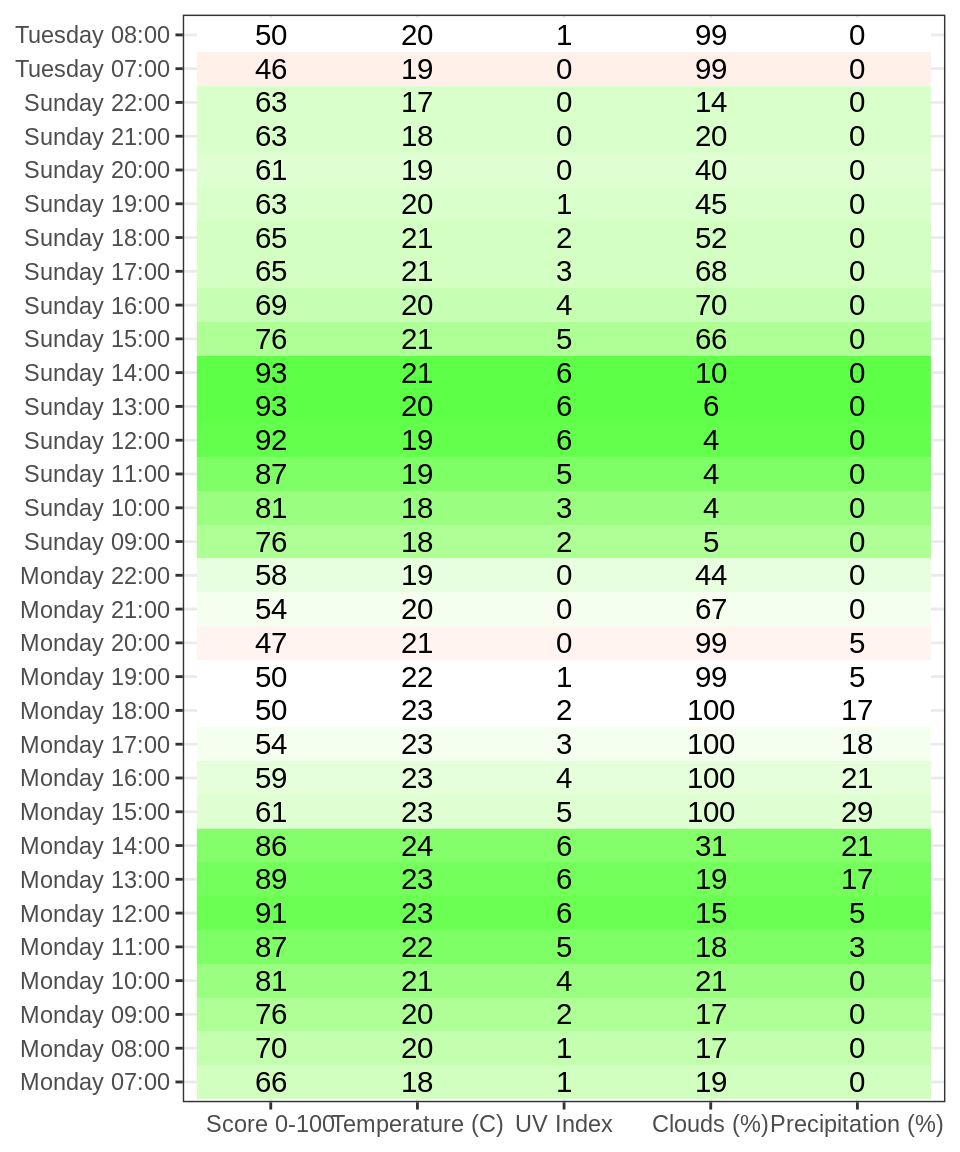 Tuesday 08:00 50 20 1 99 0
Tuesday 07:00 46 19 0 99 0
Sunday 22:00 63 17 0 14 0
Sunday 21:00 63 18 0 20 0
Sunday 20:00 61 19 0 40 0
Sunday 19:00 63 20 1 45 0
Sunday 18:00 65 21 2 52 0
Sunday 17:00 65 21 3 68 0
Sunday 16:00 69 20 4 70 0
Sunday 15:00 76 21 5 66 0
Sunday 14:00 93 21 6 10 0
Sunday 13:00 93 20 6 6 0
Sunday 12:00 92 19 6 4 0
Sunday 11:00 87 19 5 4 0
Sunday 10:00 81 18 3 4 0
Sunday 09:00 76 18 2 5 0
Monday 22:00 58 19 0 44 0
Monday 21:00 54 20 0 67 0
Monday 20:00 47 21 0 99 5
Monday 19:00 50 22 1 99 5
Monday 18:00 50 23 2 100 17
Monday 17:00 54 23 3 100 18
Monday 16:00 59 23 4 100 21
Monday 15:00 61 23 5 100 29
Monday 14:00 86 24 6 31 21
Monday 13:00 89 23 6 19 17
Monday 12:00 91 23 6 15 5
Monday 11:00 87 22 5 18 3
Monday 10:00 81 21 4 21 0
Monday 09:00 76 20 2 17 0
Monday 08:00 70 20 1 17 0
Monday 07:00 66 18 1 19 0
Score 0-100 Temperature (C) UV Index Clouds (%) Precipitation (%)